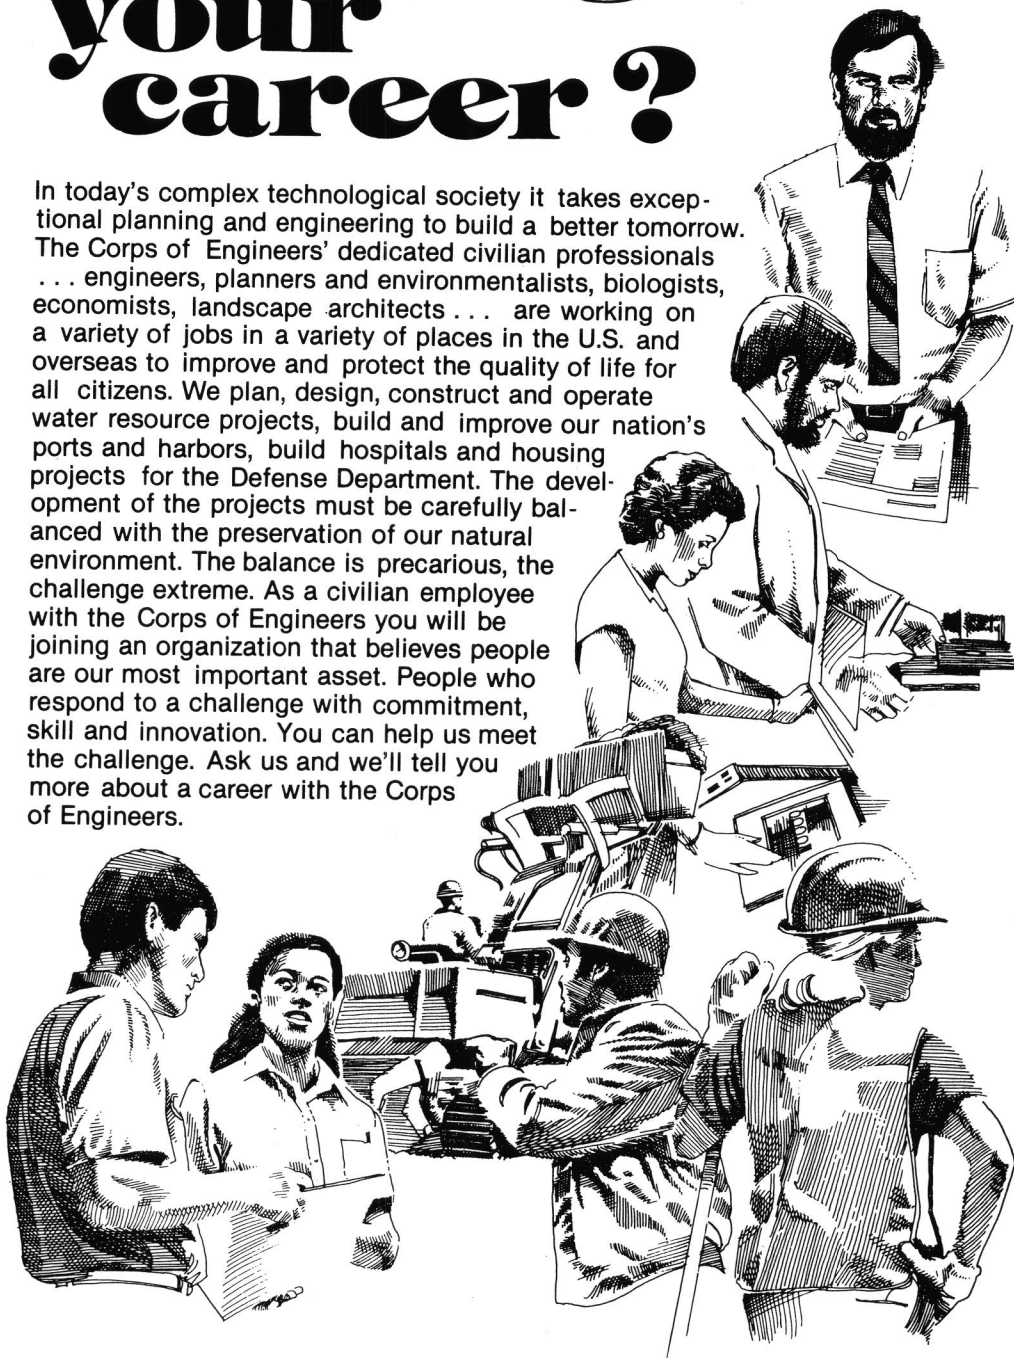 your
career?
In today's complex technological society it takes excep-
tional planning and engineering to build a better tomorrow.
The Corps of Engineers' dedicated civilian professionals
... engineers, planners and environmentalists, biologists,
economists, landscape architects ... are working on
a variety of jobs in a variety of places in the U.S. and
overseas to improve and protect the quality of life for
all citizens. We plan, design, construct and operate
water resource projects, build and improve our nation's
ports and harbors, build hospitals and housing
projects for the Defense Department. The devel-
opment of the projects must be carefully bal-
anced with the preservation of our natural
environment. The balance is precarious, the
challenge extreme. As a civilian employee
with the Corps of Engineers you will be
joining an organization that believes people
are our most important asset. People who
respond to a challenge with commitment,
skill and innovation. You can help us meet
the challenge. Ask us and we'll tell you
more about a career with the Corps
of Engineers.